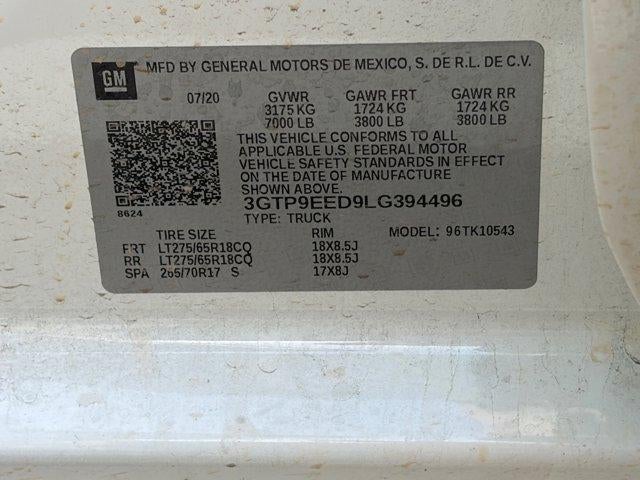 GM MFD BY GENERAL MOTORS DE MEXICO, S. DE R.L. DE C.V.
07/20 GVWR GAWR FRT GAWR RR
3175 KG 1724 KG 1724 KG
7000 LB 3800 LB 3800 LB
THIS VEHICLE CONFORMS TO ALL
APPLICABLE U.S. FEDERAL MOTOR
VEHICLE SAFETY STANDARDS IN EFFECT
ON THE DATE OF MANUFACTURE
SHOWN ABOVE.
3GTP9EED9LG394496
8624
TYPE: TRUCK
TIRE SIZE RIM MODEL: 96TK10543
FRT LT275/65R18CQ 18X8.5J
RR LT275/65R18CQ 18X8.5J
SPA 265/70R17 S 17X8J